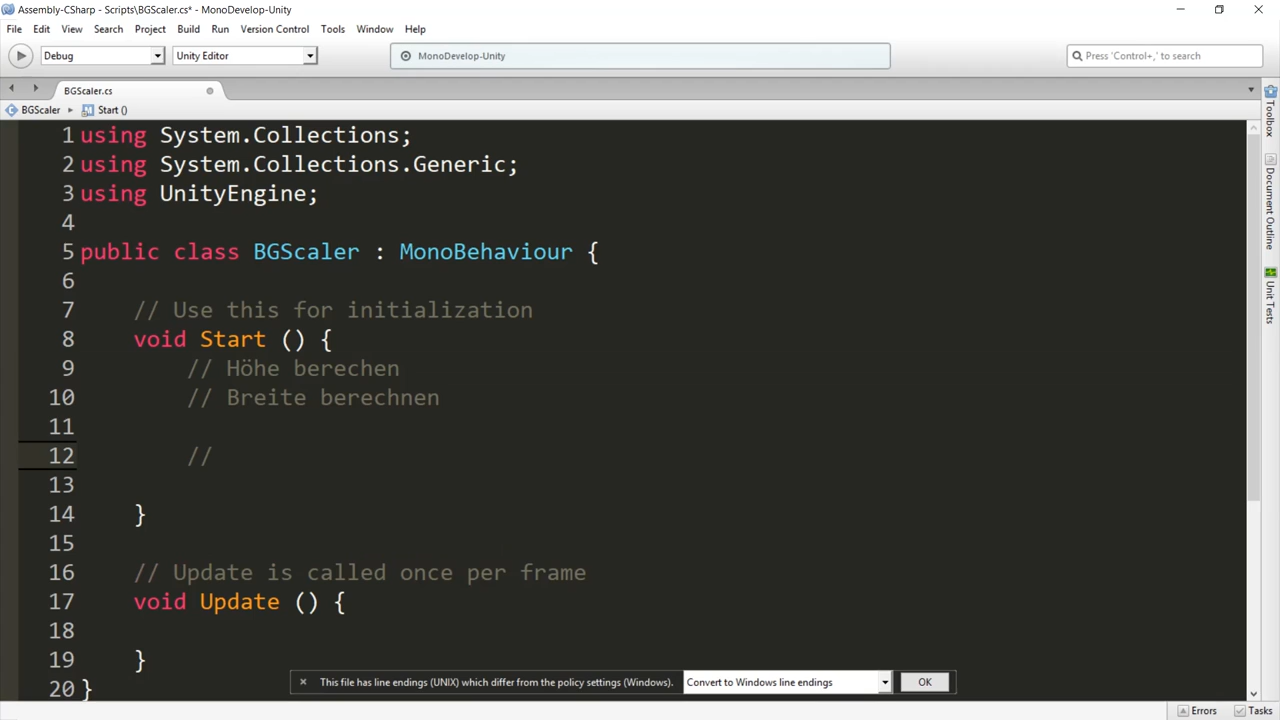 Assembly-CSharp - Scripts\BGScaler.cs* - MonoDevelop-Unity
File Edit View Search Project Build Run Version Control Tools Window Help
Debug Unity Editor MonoDevelop-Unity Press 'Control+,' to search
BGScaler.cs
BGScaler Start ()
1 using System.Collections;
2 using System.Collections.Generic;
3 using UnityEngine;
4
5 public class BGScaler : MonoBehaviour {
6
7 // Use this for initialization
8 void Start () {
9 // Höhe berechen
10 // Breite berechnen
11
12 //
13
14 }
15
16 // Update is called once per frame
17 void Update () {
18
19 }
20 }
Toolbox
Document Outline
Unit Tests
This file has line endings (UNIX) which differ from the policy settings (Windows). Convert to Windows line endings OK
Errors Tasks